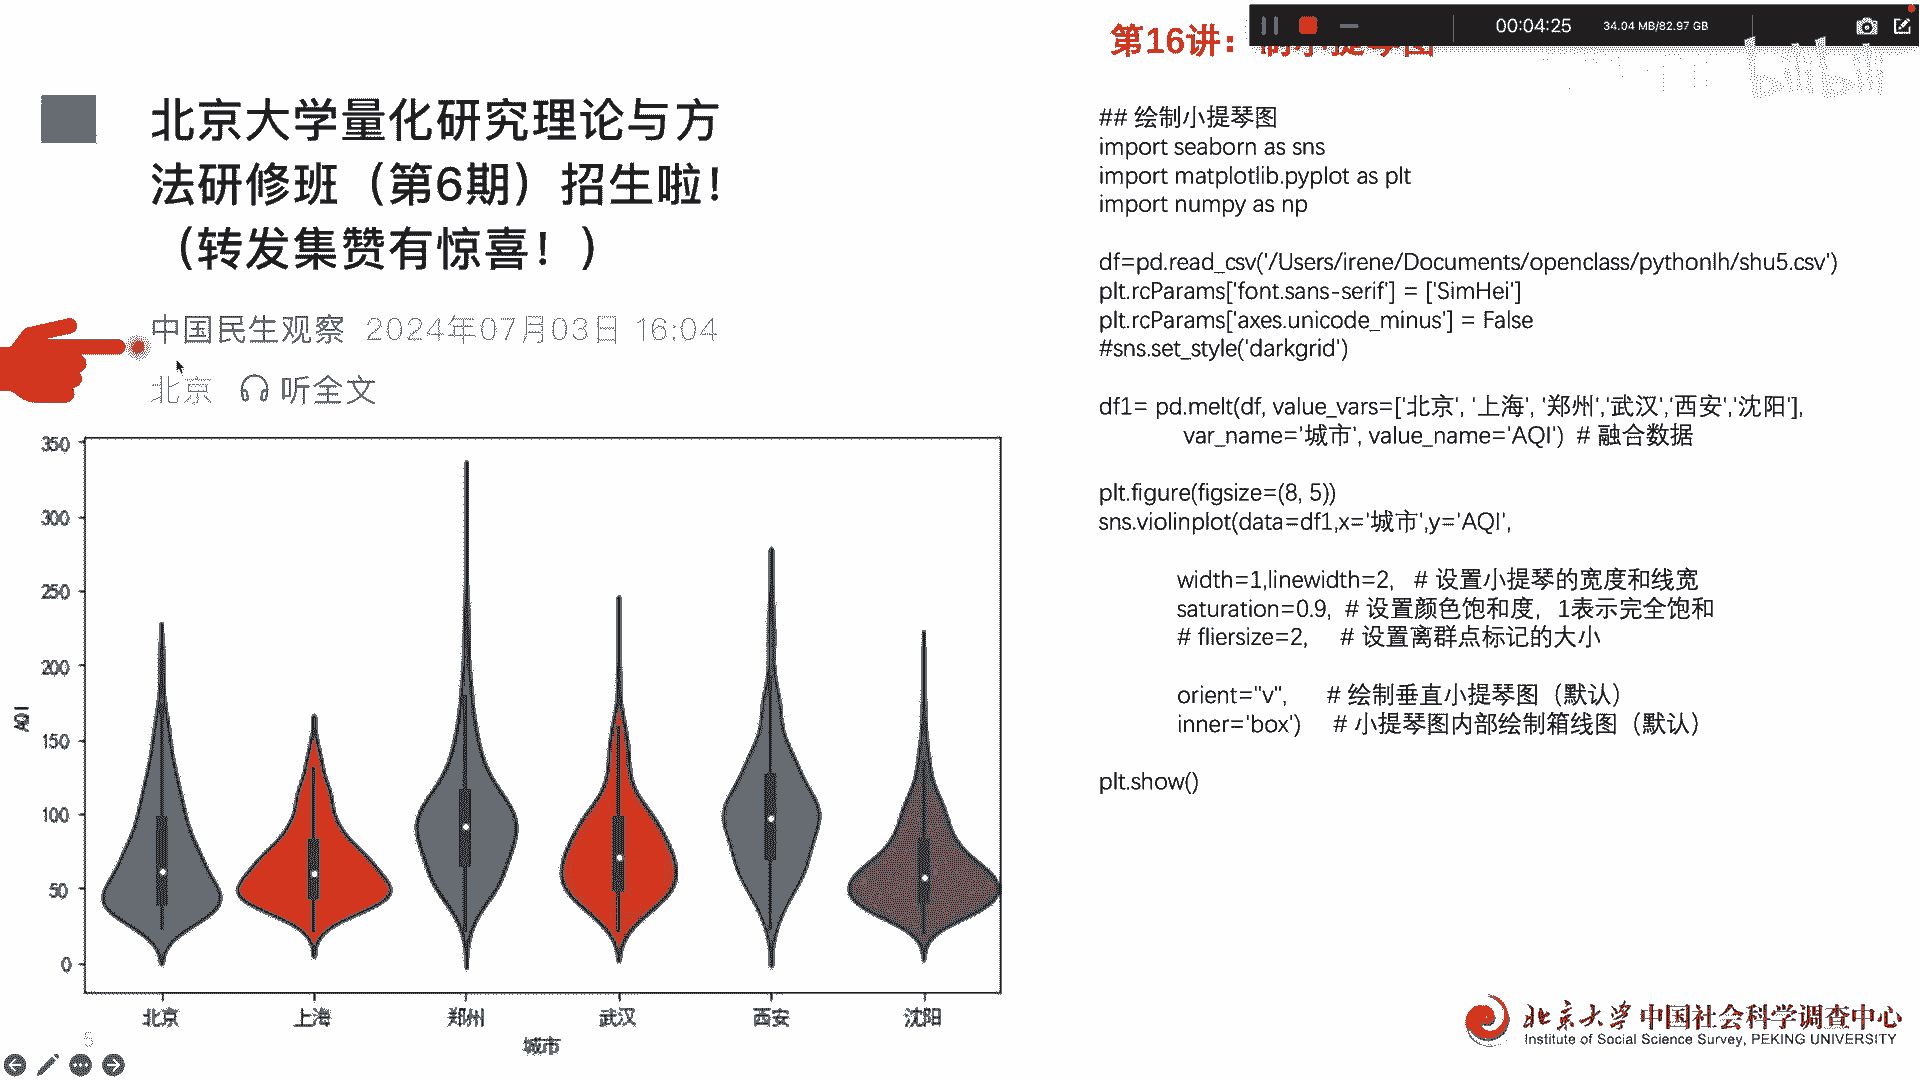 00:04:25
34.04 MB/82.97 GB
bilibili
第16讲：制小提琴图
北京大学量化研究理论与方
法研修班（第6期）招生啦！
（转发集赞有惊喜！）
中国民生观察 2024年07月03日 16:04
北京 听全文
350
300
250
200
150
100
50
0
AQI
北京 上海 郑州 武汉 西安 沈阳
城市
5
## 绘制小提琴图
import seaborn as sns
import matplotlib.pyplot as plt
import numpy as np
df=pd.read_csv('/Users/irene/Documents/openclass/pythonlh/shu5.csv')
plt.rcParams['font.sans-serif'] = ['SimHei']
plt.rcParams['axes.unicode_minus'] = False
#sns.set_style('darkgrid')
df1= pd.melt(df, value_vars=['北京', '上海', '郑州','武汉','西安','沈阳'],
var_name='城市', value_name='AQI') # 融合数据
plt.figure(figsize=(8, 5))
sns.violinplot(data=df1,x='城市',y='AQI',
width=1,linewidth=2, # 设置小提琴的宽度和线宽
saturation=0.9, # 设置颜色饱和度，1表示完全饱和
# fliersize=2, # 设置离群点标记的大小
orient="v", # 绘制垂直小提琴图（默认）
inner='box') # 小提琴图内部绘制箱线图（默认）
plt.show()
北京大学 中国社会科学调查中心
Institute of Social Science Survey, PEKING UNIVERSITY